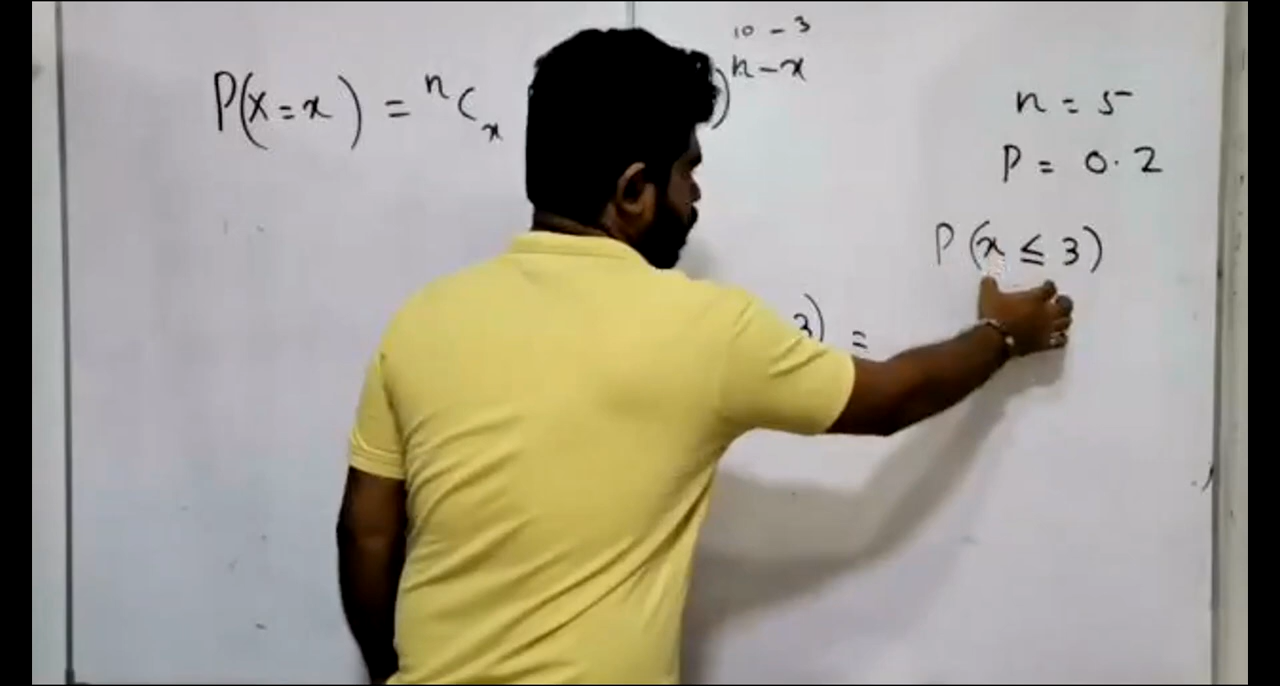 10 - 3
P(X=x) = nCx )n-x
n = 5
P = 0.2
P(x ≤ 3)
3) =